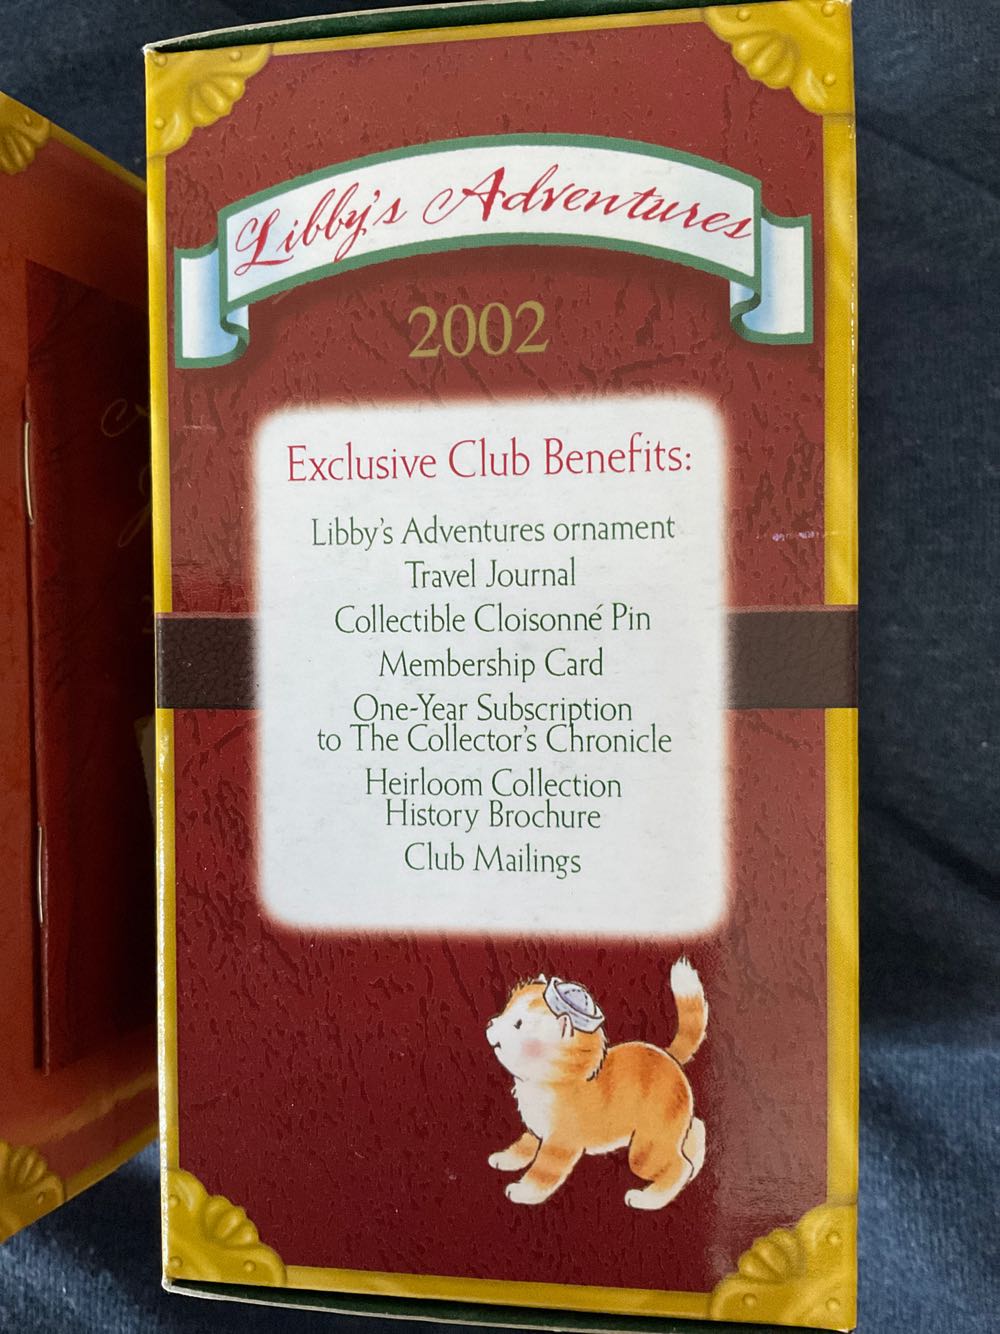 Libby's Adventures
2002
Exclusive Club Benefits:
Libby's Adventures ornament
Travel Journal
Collectible Cloisonné Pin
Membership Card
One-Year Subscription
to The Collector's Chronicle
Heirloom Collection
History Brochure
Club Mailings